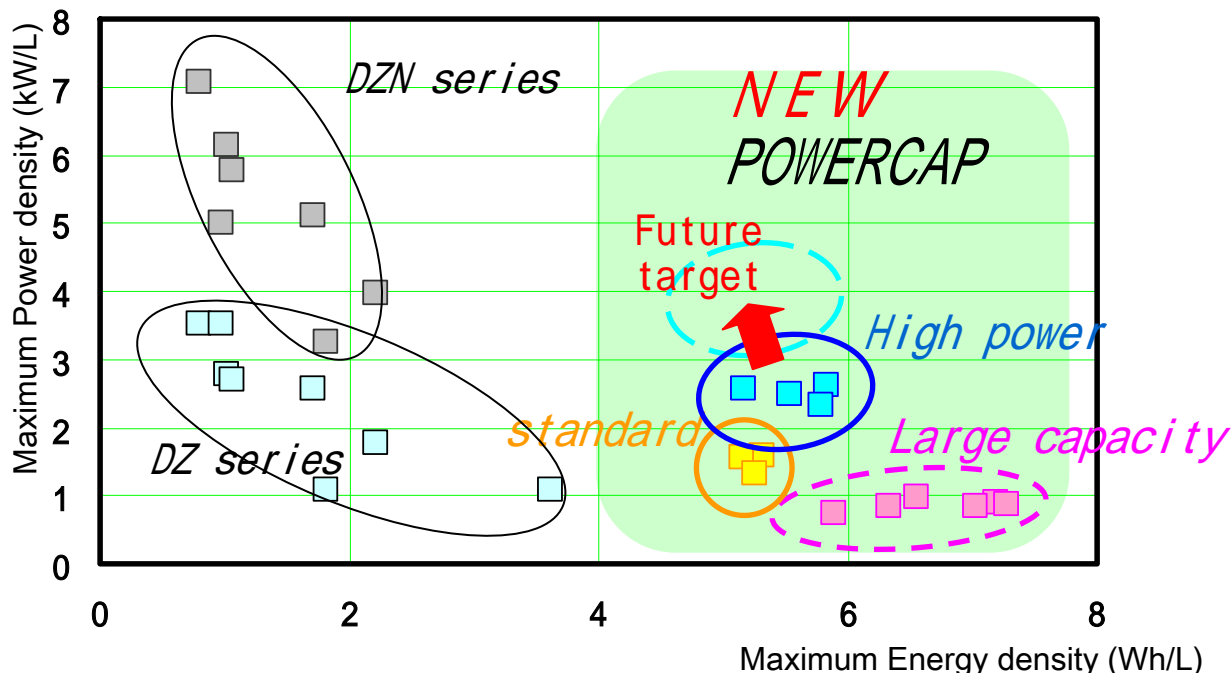 Maximum Power density (kW/L)
8
7
6
5
4
3
2
1
0
DZN series
NEW
POWERCAP
Future
target
High power
standard
Large capacity
DZ series
0
2
4
6
8
Maximum Energy density (Wh/L)